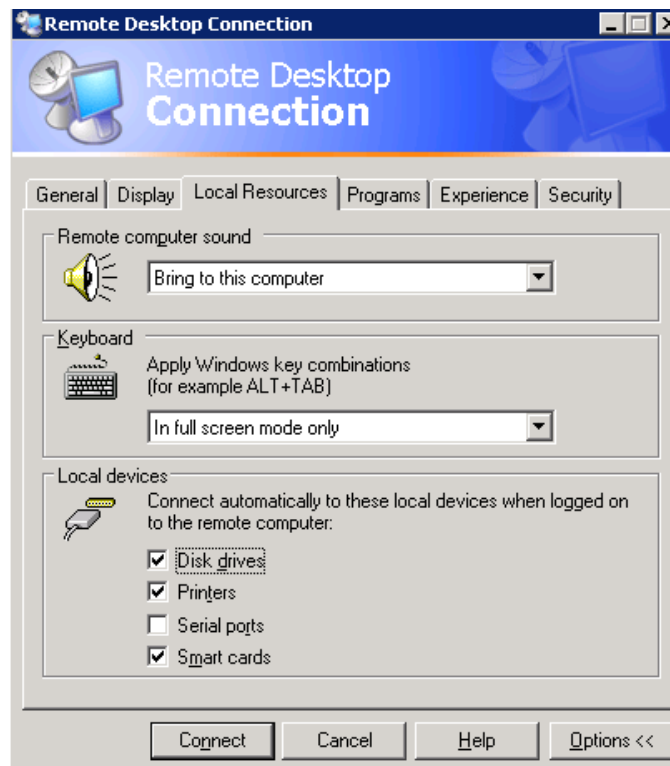 Remote Desktop Connection
Remote Desktop
Connection
General Display Local Resources Programs Experience Security
Remote computer sound
Bring to this computer
Keyboard
Apply Windows key combinations
(for example ALT+TAB)
In full screen mode only
Local devices
Connect automatically to these local devices when logged on
to the remote computer:
Disk drives
Printers
Serial ports
Smart cards
Connect Cancel Help Options <<